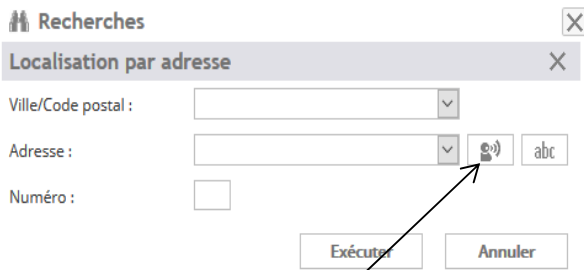 Recherches
Localisation par adresse
Ville/Code postal :
Adresse :
abc
Numéro :
Exécuter
Annuler